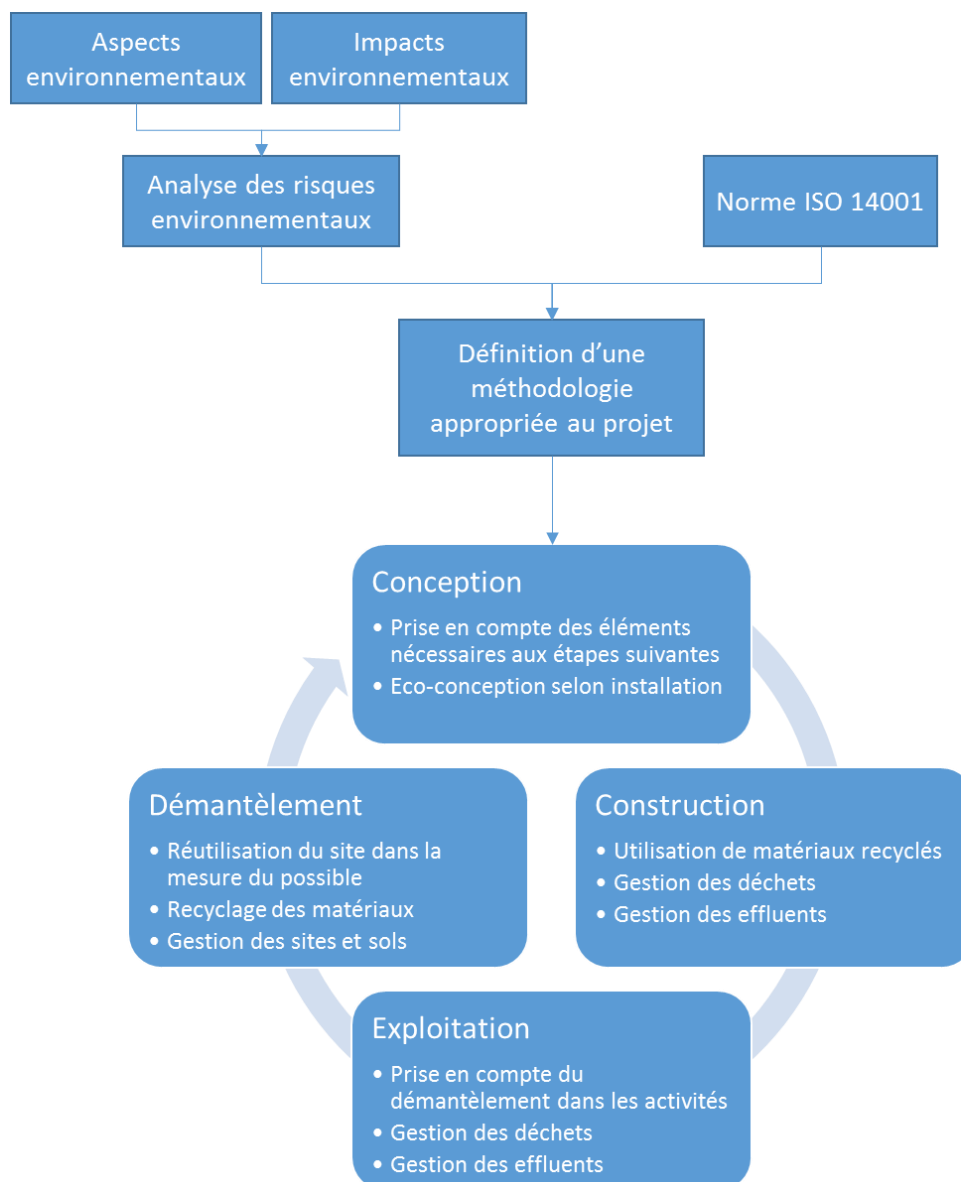 Aspects
environnementaux
Impacts
environnementaux
Analyse des risques
environnementaux
Norme ISO 14001
Définition d’une
méthodologie
appropriée au projet
Conception
• Prise en compte des éléments
nécessaires aux étapes suivantes
• Eco-conception selon installation
Démantèlement
• Réutilisation du site dans la
mesure du possible
• Recyclage des matériaux
• Gestion des sites et sols
Construction
• Utilisation de matériaux recyclés
• Gestion des déchets
• Gestion des effluents
Exploitation
• Prise en compte du
démantèlement dans les activités
• Gestion des déchets
• Gestion des effluents